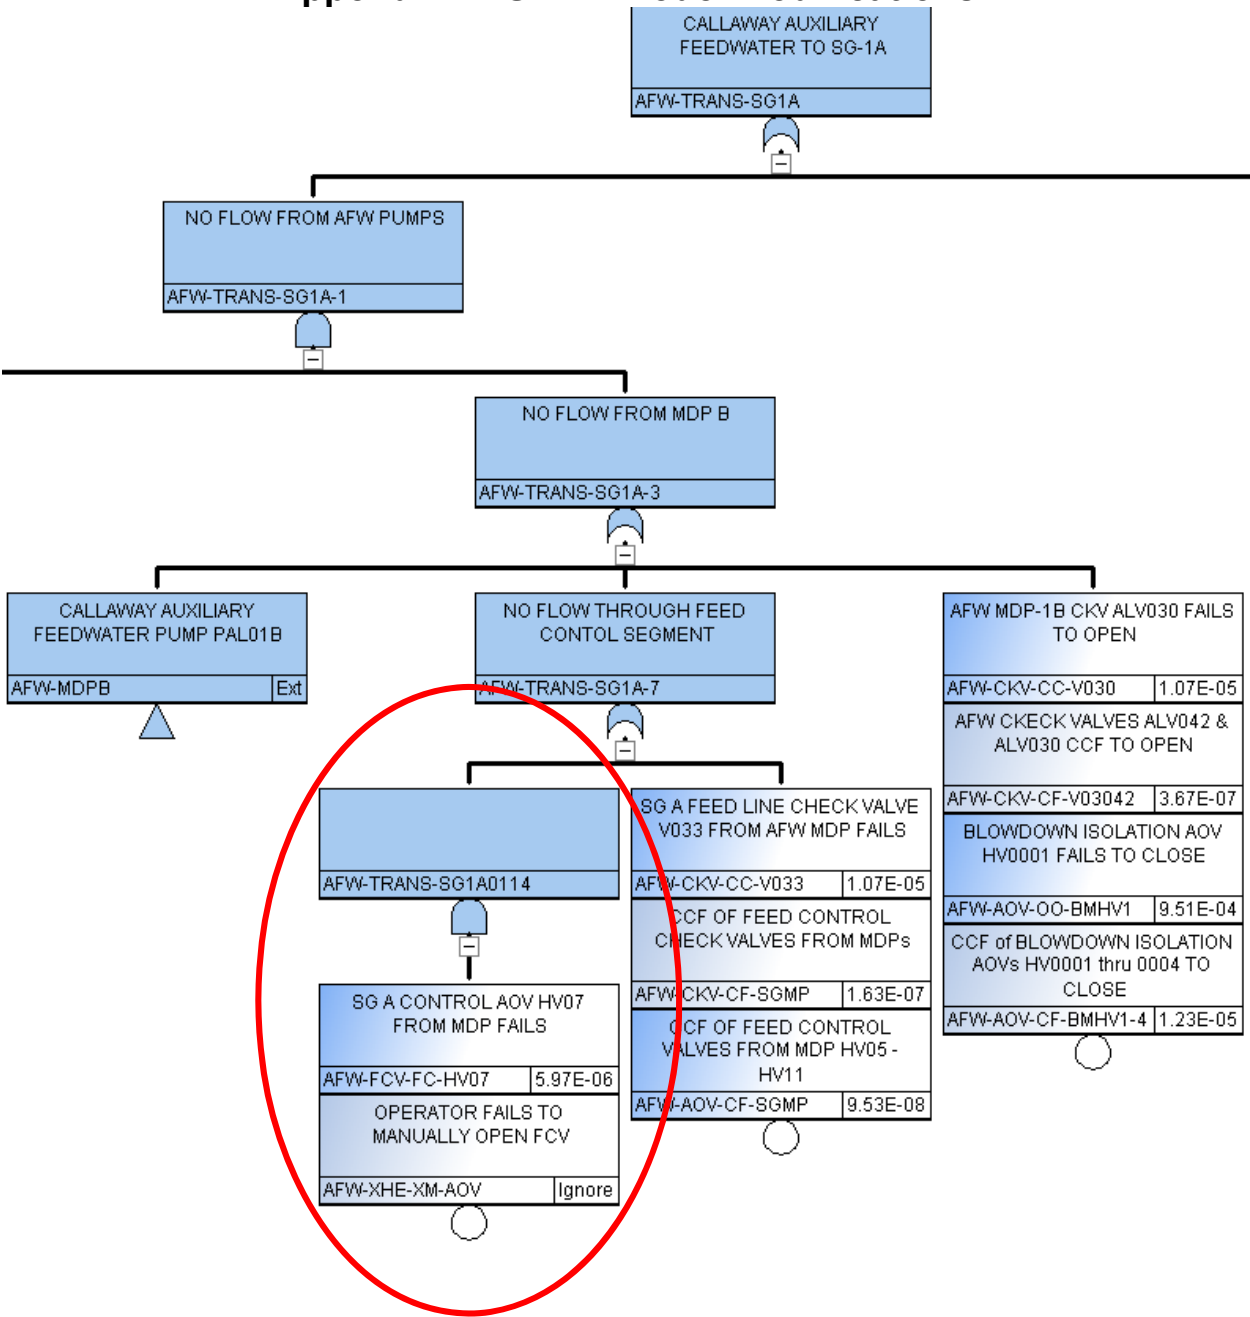 CALLAWAY AUXILIARY
FEEDWATER TO SG-1A
AFW-TRANS-SG1A
NO FLOW FROM AFW PUMPS
AFW-TRANS-SG1A-1
NO FLOW FROM MDP B
AFW-TRANS-SG1A-3
CALLAWAY AUXILIARY
FEEDWATER PUMP PAL01B
AFW-MDPB Ext
NO FLOW THROUGH FEED
CONTOL SEGMENT
AFW-TRANS-SG1A-7
AFW MDP-1B CKV ALV030 FAILS
TO OPEN
AFW-CKV-CC-V030 1.07E-05
AFW CKECK VALVES ALV042 &
ALV030 CCF TO OPEN
AFW-CKV-CF-V03042 3.67E-07
BLOWDOWN ISOLATION AOV
HV0001 FAILS TO CLOSE
AFW-AOV-OO-BMHV1 9.51E-04
CCF of BLOWDOWN ISOLATION
AOVs HV0001 thru 0004 TO
CLOSE
AFW-AOV-CF-BMHV1-4 1.23E-05
AFW-TRANS-SG1A0114
SG A CONTROL AOV HV07
FROM MDP FAILS
AFW-FCV-FC-HV07 5.97E-06
OPERATOR FAILS TO
MANUALLY OPEN FCV
AFW-XHE-XM-AOV Ignore
SG A FEED LINE CHECK VALVE
V033 FROM AFW MDP FAILS
AFW-CKV-CC-V033 1.07E-05
CCF OF FEED CONTROL
CHECK VALVES FROM MDPs
AFW-CKV-CF-SGMP 1.63E-07
CCF OF FEED CONTROL
VALVES FROM MDP HV05 -
HV11
AFW-AOV-CF-SGMP 9.53E-08